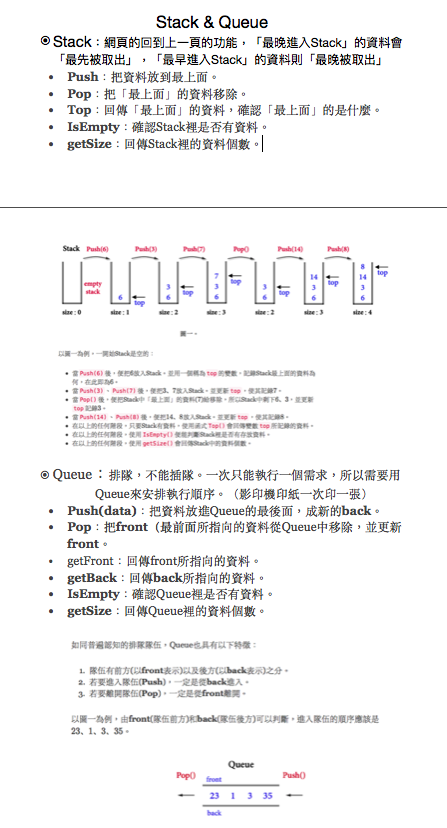 Stack & Queue
◉ Stack：網頁的回到上一頁的功能，「最晚進入Stack」的資料會
「最先被取出」，「最早進入Stack」的資料則「最晚被取出」
• Push：把資料放到最上面。
• Pop：把「最上面」的資料移除。
• Top：回傳「最上面」的資料，確認「最上面」的是什麼。
• IsEmpty：確認Stack裡是否有資料。
• getSize：回傳Stack裡的資料個數。
Stack Push(6) Push(3) Push(7) Pop() Push(14) Push(8)
empty
stack
6
top
3
6
top
7
3
6
top
3
6
top
14
3
6
top
8
14
3
6
top
size : 0 size : 1 size : 2 size : 3 size : 2 size : 3 size : 4
圖一。
以圖一為例，一開始Stack是空的：
• 當 Push(6) 後，便把6放入Stack，並用一個稱為 top 的變數，記錄Stack最上面的資料為
何，在此即為6。
• 當 Push(3) 、 Push(7) 後，便把3、7放入Stack，並更新 top ，使其記錄7。
• 當 Pop() 後，便把Stack中「最上面」的資料(7)給移除，所以Stack中剩下6、3，並更新
top 記錄3。
• 當 Push(14) 、 Push(8) 後，便把14、8放入Stack，並更新 top ，使其記錄8。
• 在以上的任何階段，只要Stack有資料，使用函式 Top() 會回傳變數 top 所記錄的資料。
• 在以上的任何階段，使用 IsEmpty() 便能判斷Stack裡是否有存放資料。
• 在以上的任何階段，使用 getSize() 會回傳Stack中的資料個數。
◉ Queue：排隊，不能插隊。一次只能執行一個需求，所以需要用
Queue來安排執行順序。（影印機印紙一次印一張）
• Push(data)：把資料放進Queue的最後面，成新的back。
• Pop：把front（最前面所指向的資料從Queue中移除，並更新
front。
• getFront：回傳front所指向的資料。
• getBack：回傳back所指向的資料。
• IsEmpty：確認Queue裡是否有資料。
• getSize：回傳Queue裡的資料個數。
如同普遍認知的排隊隊伍，Queue也具有以下特徵：
1. 隊伍有前方(以front表示)以及後方(以back表示)之分。
2. 若要進入隊伍(Push)，一定是從back進入。
3. 若要離開隊伍(Pop)，一定是從front離開。
以圖一為例，由front(隊伍前方)和back(隊伍後方)可以判斷，進入隊伍的順序應該是
23、1、3、35。
Queue
Pop() front Push()
23 1 3 35
back